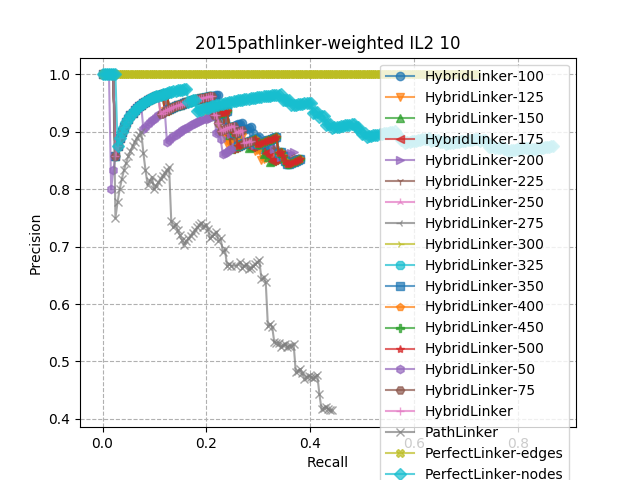 2015pathlinker-weighted IL2 10
Precision
1.0
0.9
0.8
0.7
0.6
0.5
0.4
0.0
0.2
0.4
0.6
0.8
Recall
HybridLinker-100
HybridLinker-125
HybridLinker-150
HybridLinker-175
HybridLinker-200
HybridLinker-225
HybridLinker-250
HybridLinker-275
HybridLinker-300
HybridLinker-325
HybridLinker-350
HybridLinker-400
HybridLinker-450
HybridLinker-500
HybridLinker-50
HybridLinker-75
HybridLinker
PathLinker
PerfectLinker-edges
PerfectLinker-nodes